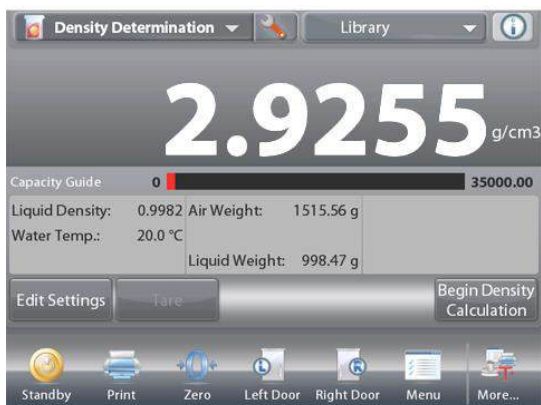 Density Determination
Library
2.9255 g/cm3
Capacity Guide 0 35000.00
Liquid Density: 0.9982 Air Weight: 1515.56 g
Water Temp.: 20.0 °C
Liquid Weight: 998.47 g
Edit Settings Tare Begin Density
Calculation
Standby Print Zero Left Door Right Door Menu More...